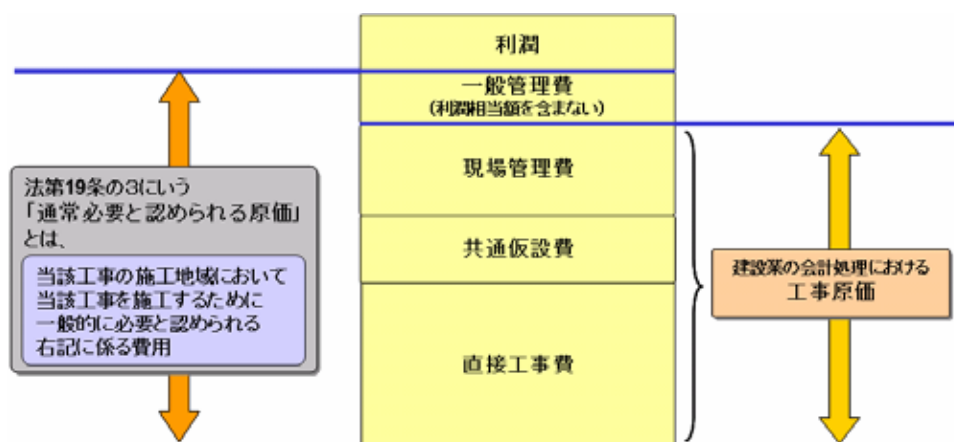 利潤
一般管理費
(利潤相当額を含まない)
現場管理費
共通仮設費
直接工事費
法第19条の3にいう
「通常必要と認められる原価」
とは、
当該工事の施工地域において
当該工事を施工するために
一般的に必要と認められる
右記に係る費用
建設業の会計処理における
工事原価